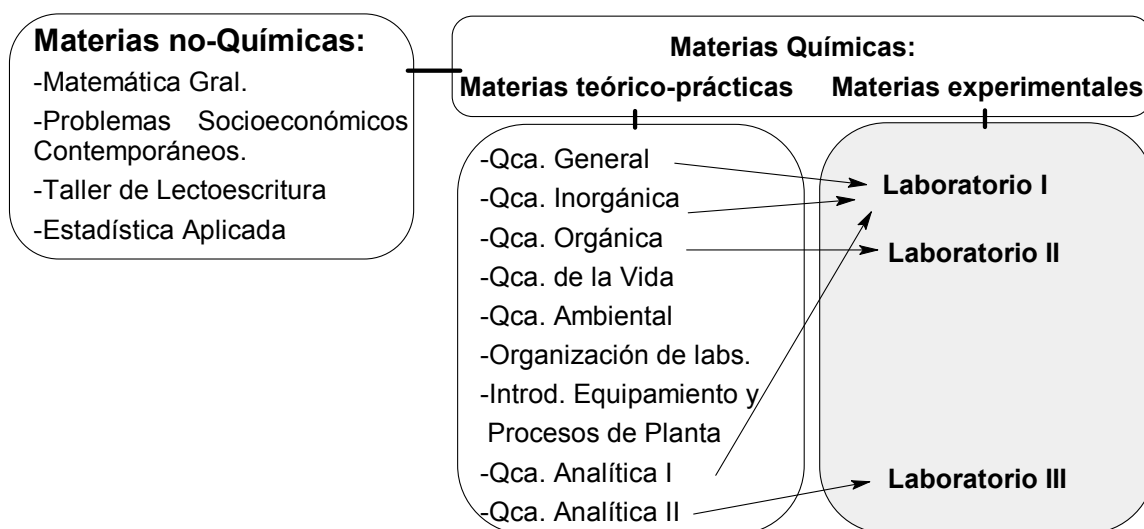 Materias no-Químicas:
-Matemática Gral.
-Problemas Socioeconómicos
Contemporáneos.
-Taller de Lectoescritura
-Estadística Aplicada
Materias Químicas:
Materias teórico-prácticas
Materias experimentales
-Qca. General
-Qca. Inorgánica
-Qca. Orgánica
-Qca. de la Vida
-Qca. Ambiental
-Organización de labs.
-Introd. Equipamiento y
Procesos de Planta
-Qca. Analítica I
-Qca. Analítica II
Laboratorio I
Laboratorio II
Laboratorio III